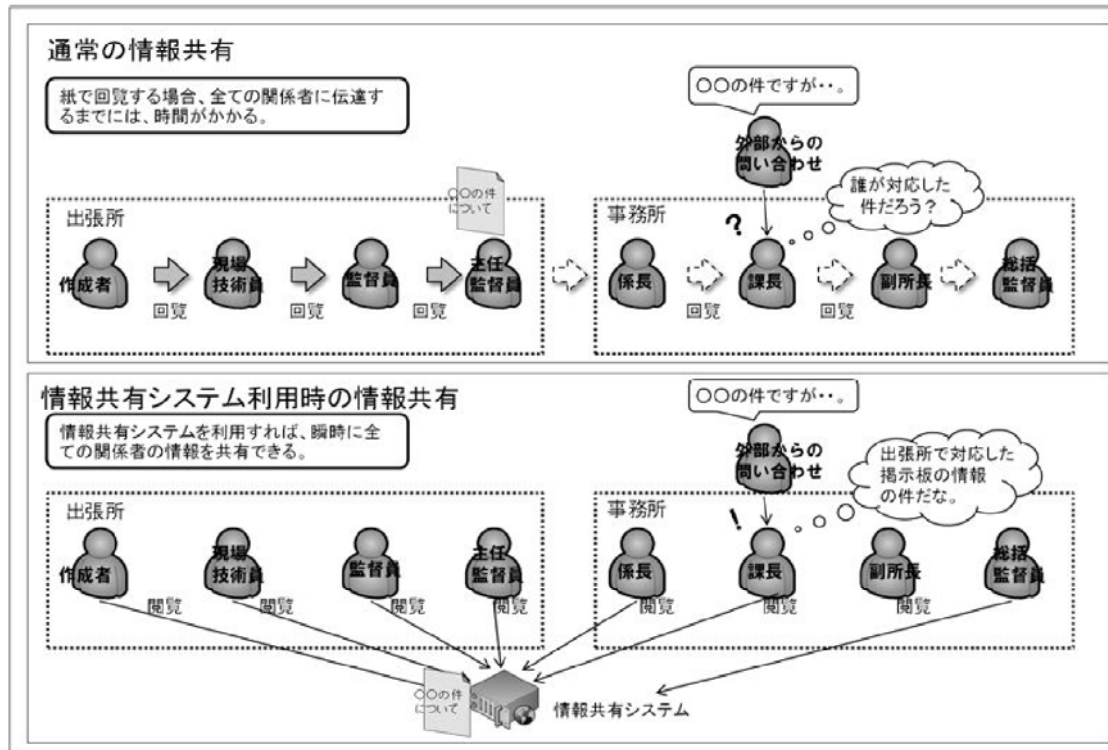 通常の情報共有
紙で回覧する場合、全ての関係者に伝達す
るまでには、時間がかかる。
〇〇の件ですが・・。
外部からの
問い合わせ
誰が対応した
件だろう？
〇〇の件
について
出張所
事務所
?
作成者
現場
技術員
監督員
主任
監督員
係長
課長
副所長
総括
監督員
回覧
回覧
回覧
回覧
回覧
情報共有システム利用時の情報共有
情報共有システムを利用すれば、瞬時に全
ての関係者の情報を共有できる。
〇〇の件ですが・・。
外部からの
問い合わせ
出張所で対応した
掲示板の情報
の件だな。
出張所
事務所
!
作成者
現場
技術員
監督員
主任
監督員
係長
課長
副所長
総括
監督員
閲覧
閲覧
閲覧
閲覧
閲覧
閲覧
閲覧
〇〇の件
について
情報共有システム